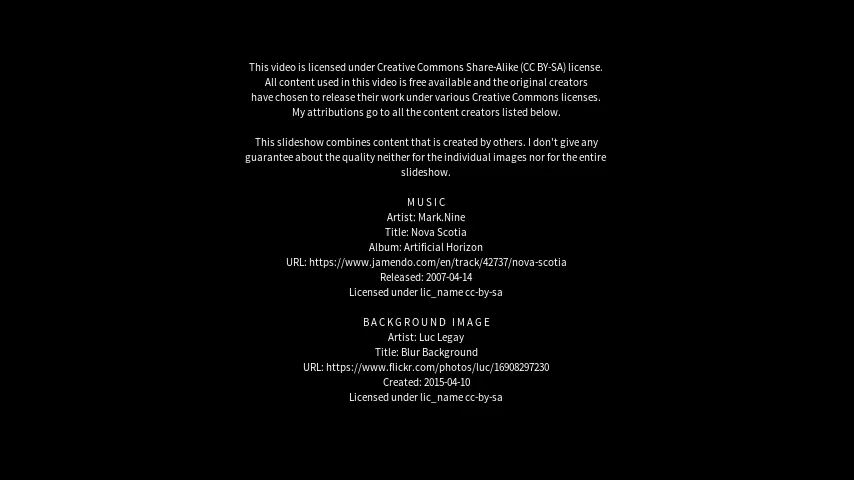 This video is licensed under Creative Commons Share-Alike (CC BY-SA) license.
All content used in this video is free available and the original creators
have chosen to release their work under various Creative Commons licenses.
My attributions go to all the content creators listed below.
This slideshow combines content that is created by others. I don't give any
guarantee about the quality neither for the individual images nor for the entire
slideshow.
MUSIC
Artist: Mark.Nine
Title: Nova Scotia
Album: Artificial Horizon
URL: https://www.jamendo.com/en/track/42737/nova-scotia
Released: 2007-04-14
Licensed under lic_name cc-by-sa
BACKGROUND IMAGE
Artist: Luc Legay
Title: Blur Background
URL: https://www.flickr.com/photos/luc/16908297230
Created: 2015-04-10
Licensed under lic_name cc-by-sa